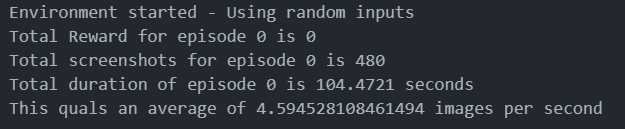 Environment started - Using random inputs
Total Reward for episode 0 is 0
Total screenshots for episode 0 is 480
Total duration of episode 0 is 104.4721 seconds
This quals an average of 4.594528108461494 images per second